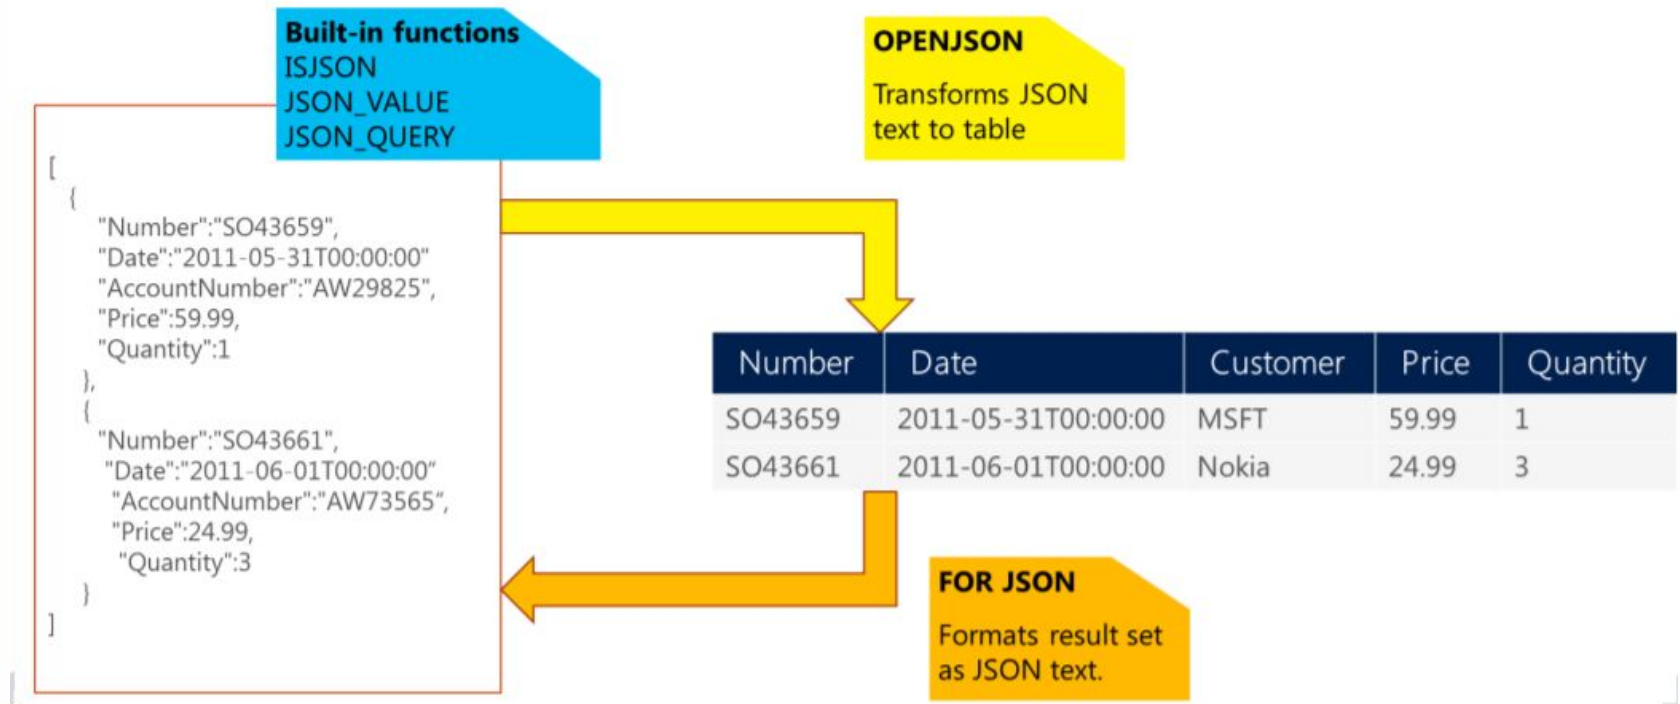 Built-in functions
ISJSON
JSON_VALUE
JSON_QUERY
OPENJSON
Transforms JSON
text to table
[
{
"Number":"SO43659",
"Date":"2011-05-31T00:00:00"
"AccountNumber":"AW29825",
"Price":59.99,
"Quantity":1
},
{
"Number":"SO43661",
"Date":"2011-06-01T00:00:00"
"AccountNumber":"AW73565",
"Price":24.99,
"Quantity":3
}
]
Number Date Customer Price Quantity
SO43659 2011-05-31T00:00:00 MSFT 59.99 1
SO43661 2011-06-01T00:00:00 Nokia 24.99 3
FOR JSON
Formats result set
as JSON text.